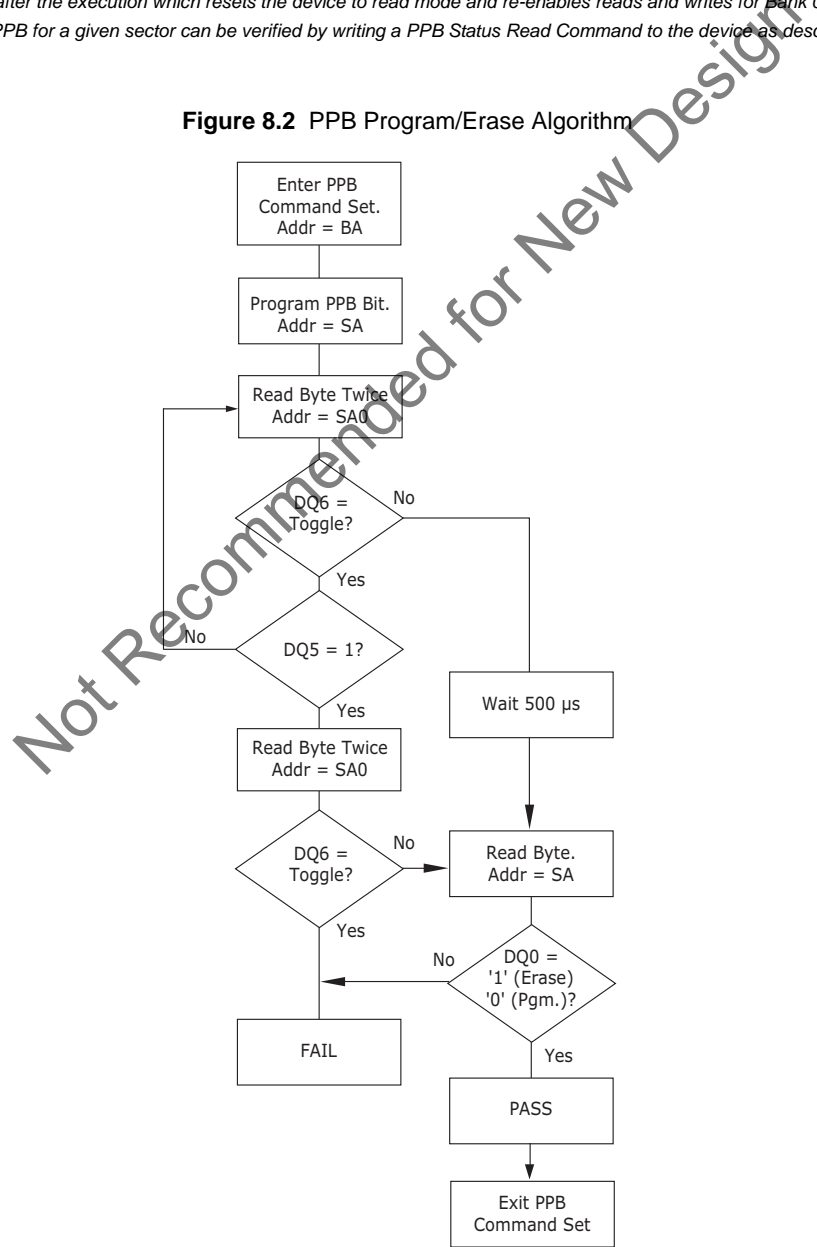 after the execution which resets the device to read mode and re-enables reads and writes for Bank
PPB for a given sector can be verified by writing a PPB Status Read Command to the device as
Figure 8.2 PPB Program/Erase Algorithm
Enter PPB
Command Set.
Addr = BA
Program PPB Bit.
Addr = SA
Read Byte Twice
Addr = SA0
DQ6 =
Toggle?
No
Yes
DQ5 = 1?
No
Yes
Wait 500 µs
Read Byte Twice
Addr = SA0
DQ6 =
Toggle?
No
Yes
Read Byte.
Addr = SA
DQ0 =
'1' (Erase)
'0' (Pgm.)?
No
Yes
FAIL
PASS
Exit PPB
Command Set
Not Recommended for New Design